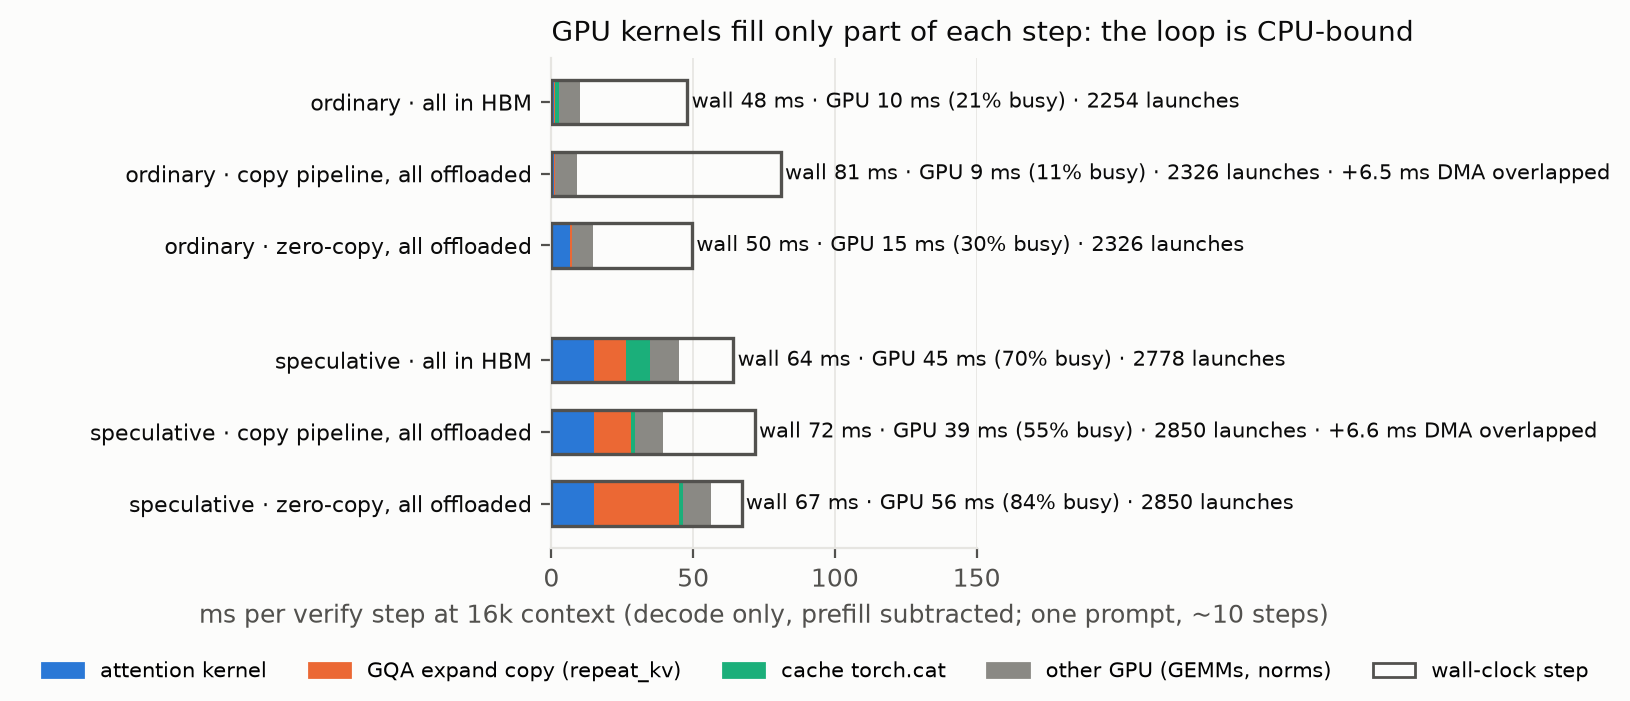 GPU kernels fill only part of each step: the loop is CPU-bound
ordinary · all in HBM
wall 48 ms · GPU 10 ms (21% busy) · 2254 launches
ordinary · copy pipeline, all offloaded
wall 81 ms · GPU 9 ms (11% busy) · 2326 launches · +6.5 ms DMA overlapped
ordinary · zero-copy, all offloaded
wall 50 ms · GPU 15 ms (30% busy) · 2326 launches
speculative · all in HBM
wall 64 ms · GPU 45 ms (70% busy) · 2778 launches
speculative · copy pipeline, all offloaded
wall 72 ms · GPU 39 ms (55% busy) · 2850 launches · +6.6 ms DMA overlapped
speculative · zero-copy, all offloaded
wall 67 ms · GPU 56 ms (84% busy) · 2850 launches
0 50 100 150
ms per verify step at 16k context (decode only, prefill subtracted; one prompt, ~10 steps)
attention kernel GQA expand copy (repeat_kv) cache torch.cat other GPU (GEMMs, norms) wall-clock step